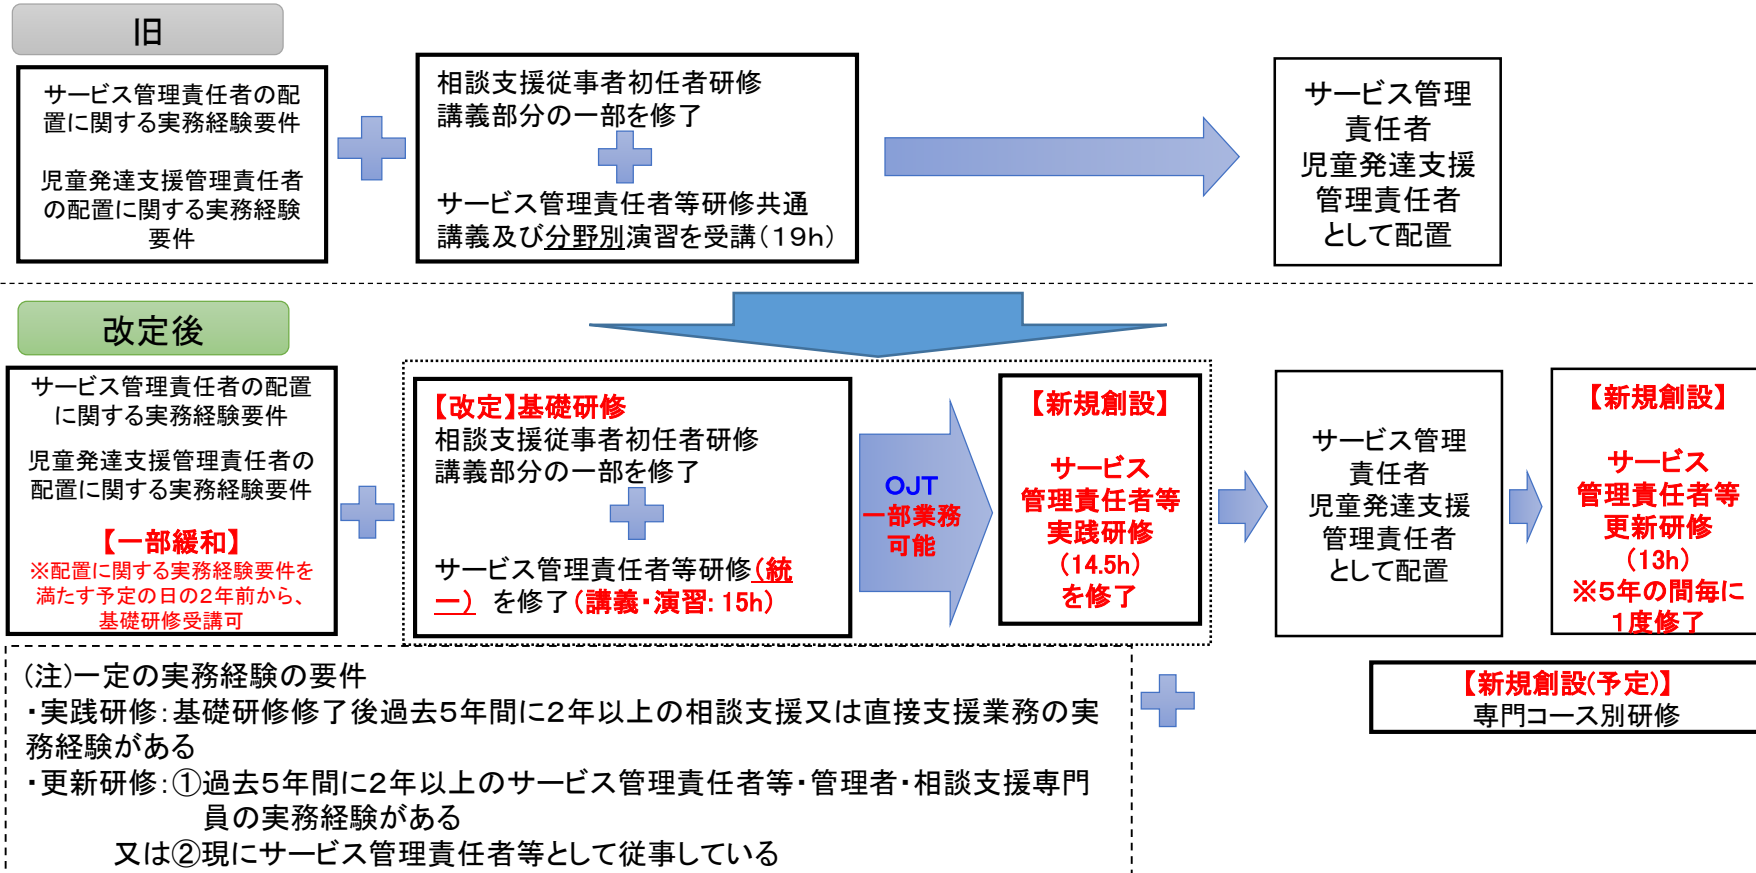 旧
サービス管理責任者の配
置に関する実務経験要件
児童発達支援管理責任者
の配置に関する実務経験
要件
相談支援従事者初任者研修
講義部分の一部を修了
サービス管理責任者等研修共通
講義及び分野別演習を受講(19h)
サービス管理
責任者
児童発達支援
管理責任者
として配置
改定後
サービス管理責任者の配置
に関する実務経験要件
児童発達支援管理責任者の
配置に関する実務経験要件
【一部緩和】
※配置に関する実務経験要件を
満たす予定の日の2年前から、
基礎研修受講可
【改定】基礎研修
相談支援従事者初任者研修
講義部分の一部を修了
サービス管理責任者等研修(統
一) を修了(講義・演習:15h)
OJT
一部業務
可能
【新規創設】
サービス
管理責任者等
実践研修
(14.5h)
を修了
サービス管理
責任者
児童発達支援
管理責任者
として配置
【新規創設】
サービス
管理責任者等
更新研修
(13h)
※5年の間毎に
1度修了
(注)一定の実務経験の要件
・実践研修:基礎研修修了後過去5年間に2年以上の相談支援又は直接支援業務の実
務経験がある
・更新研修:①過去5年間に2年以上のサービス管理責任者等・管理者・相談支援専門
員の実務経験がある
又は②現にサービス管理責任者等として従事している
【新規創設(予定)】
専門コース別研修